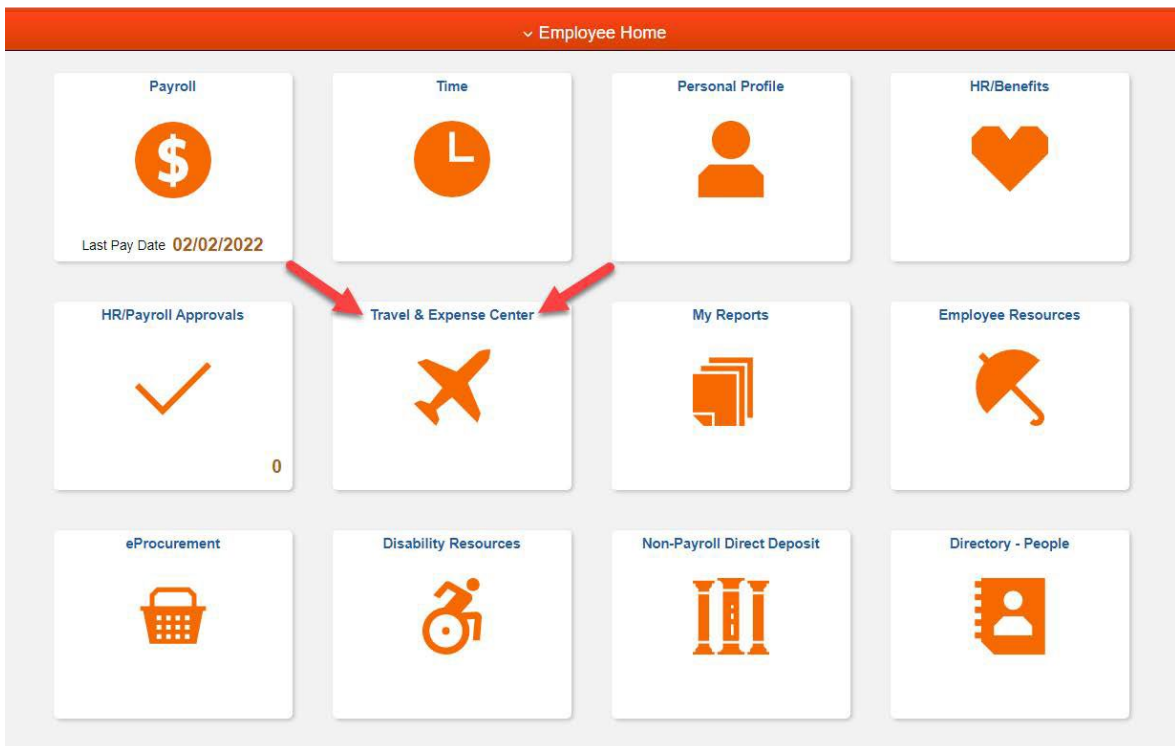 Employee Home
Payroll
Time
Personal Profile
HR/Benefits
$
Last Pay Date 02/02/2022
HR/Payroll Approvals
Travel & Expense Center
My Reports
Employee Resources
0
eProcurement
Disability Resources
Non-Payroll Direct Deposit
Directory - People